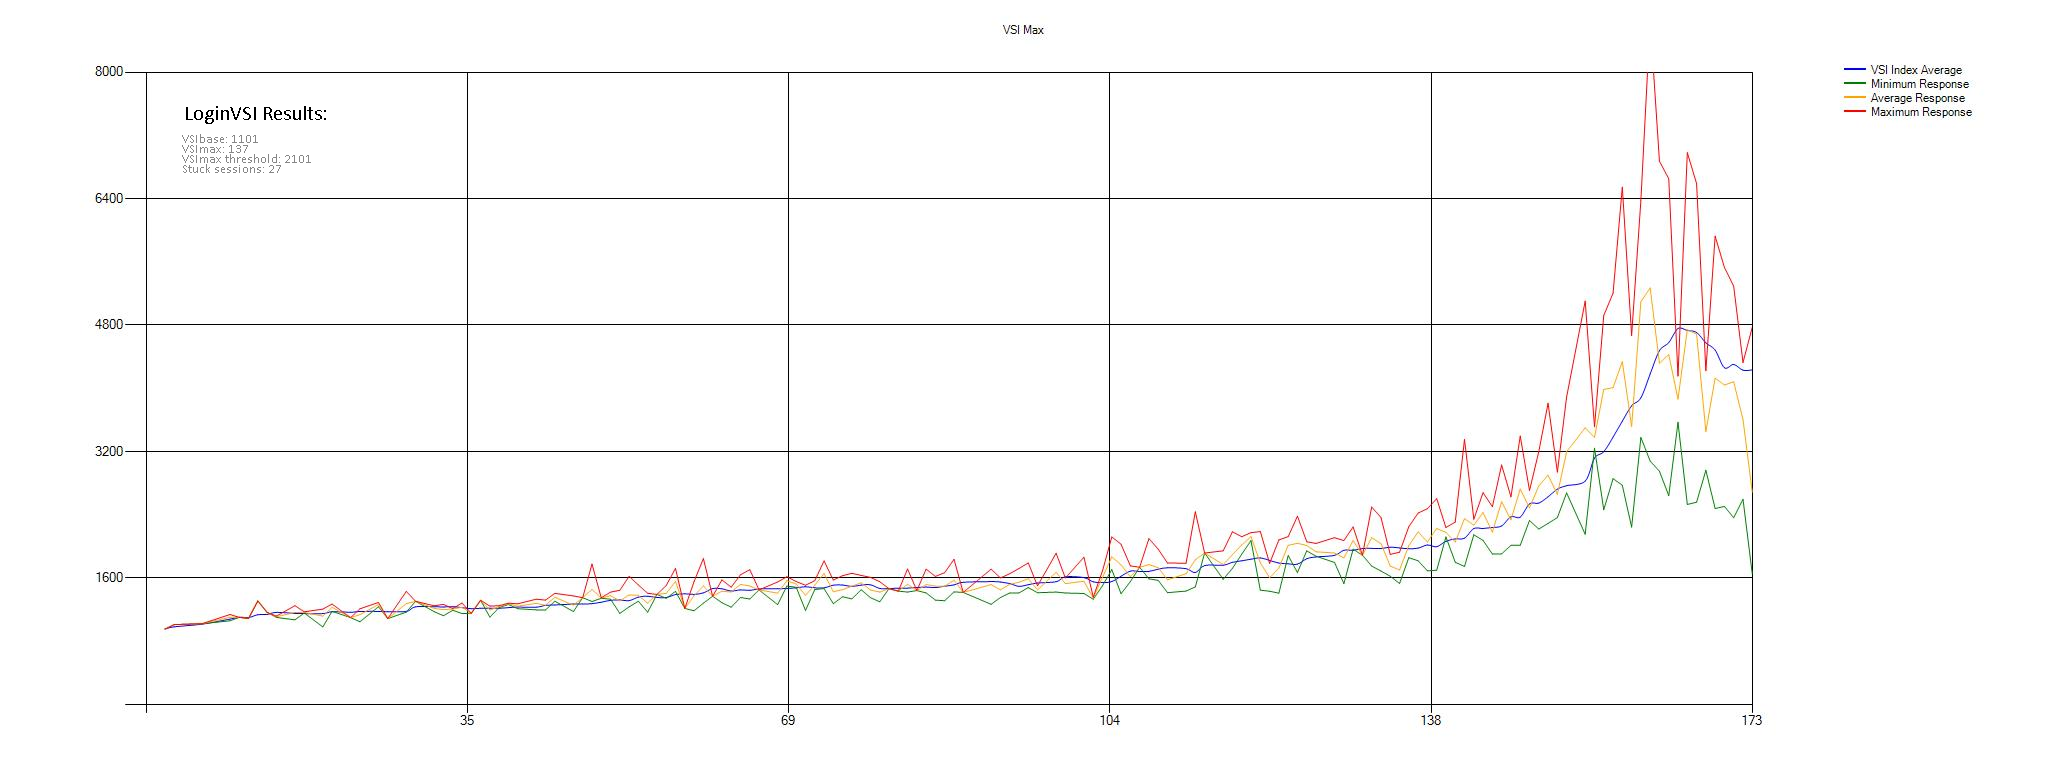 VSI Max
8000
6400
4800
3200
1600
35
69
104
138
173
LoginVSI Results:
VSIbase: 1101
VSImax: 137
VSImax threshold: 2101
Stuck sessions: 27
VSI Index Average
Minimum Response
Average Response
Maximum Response